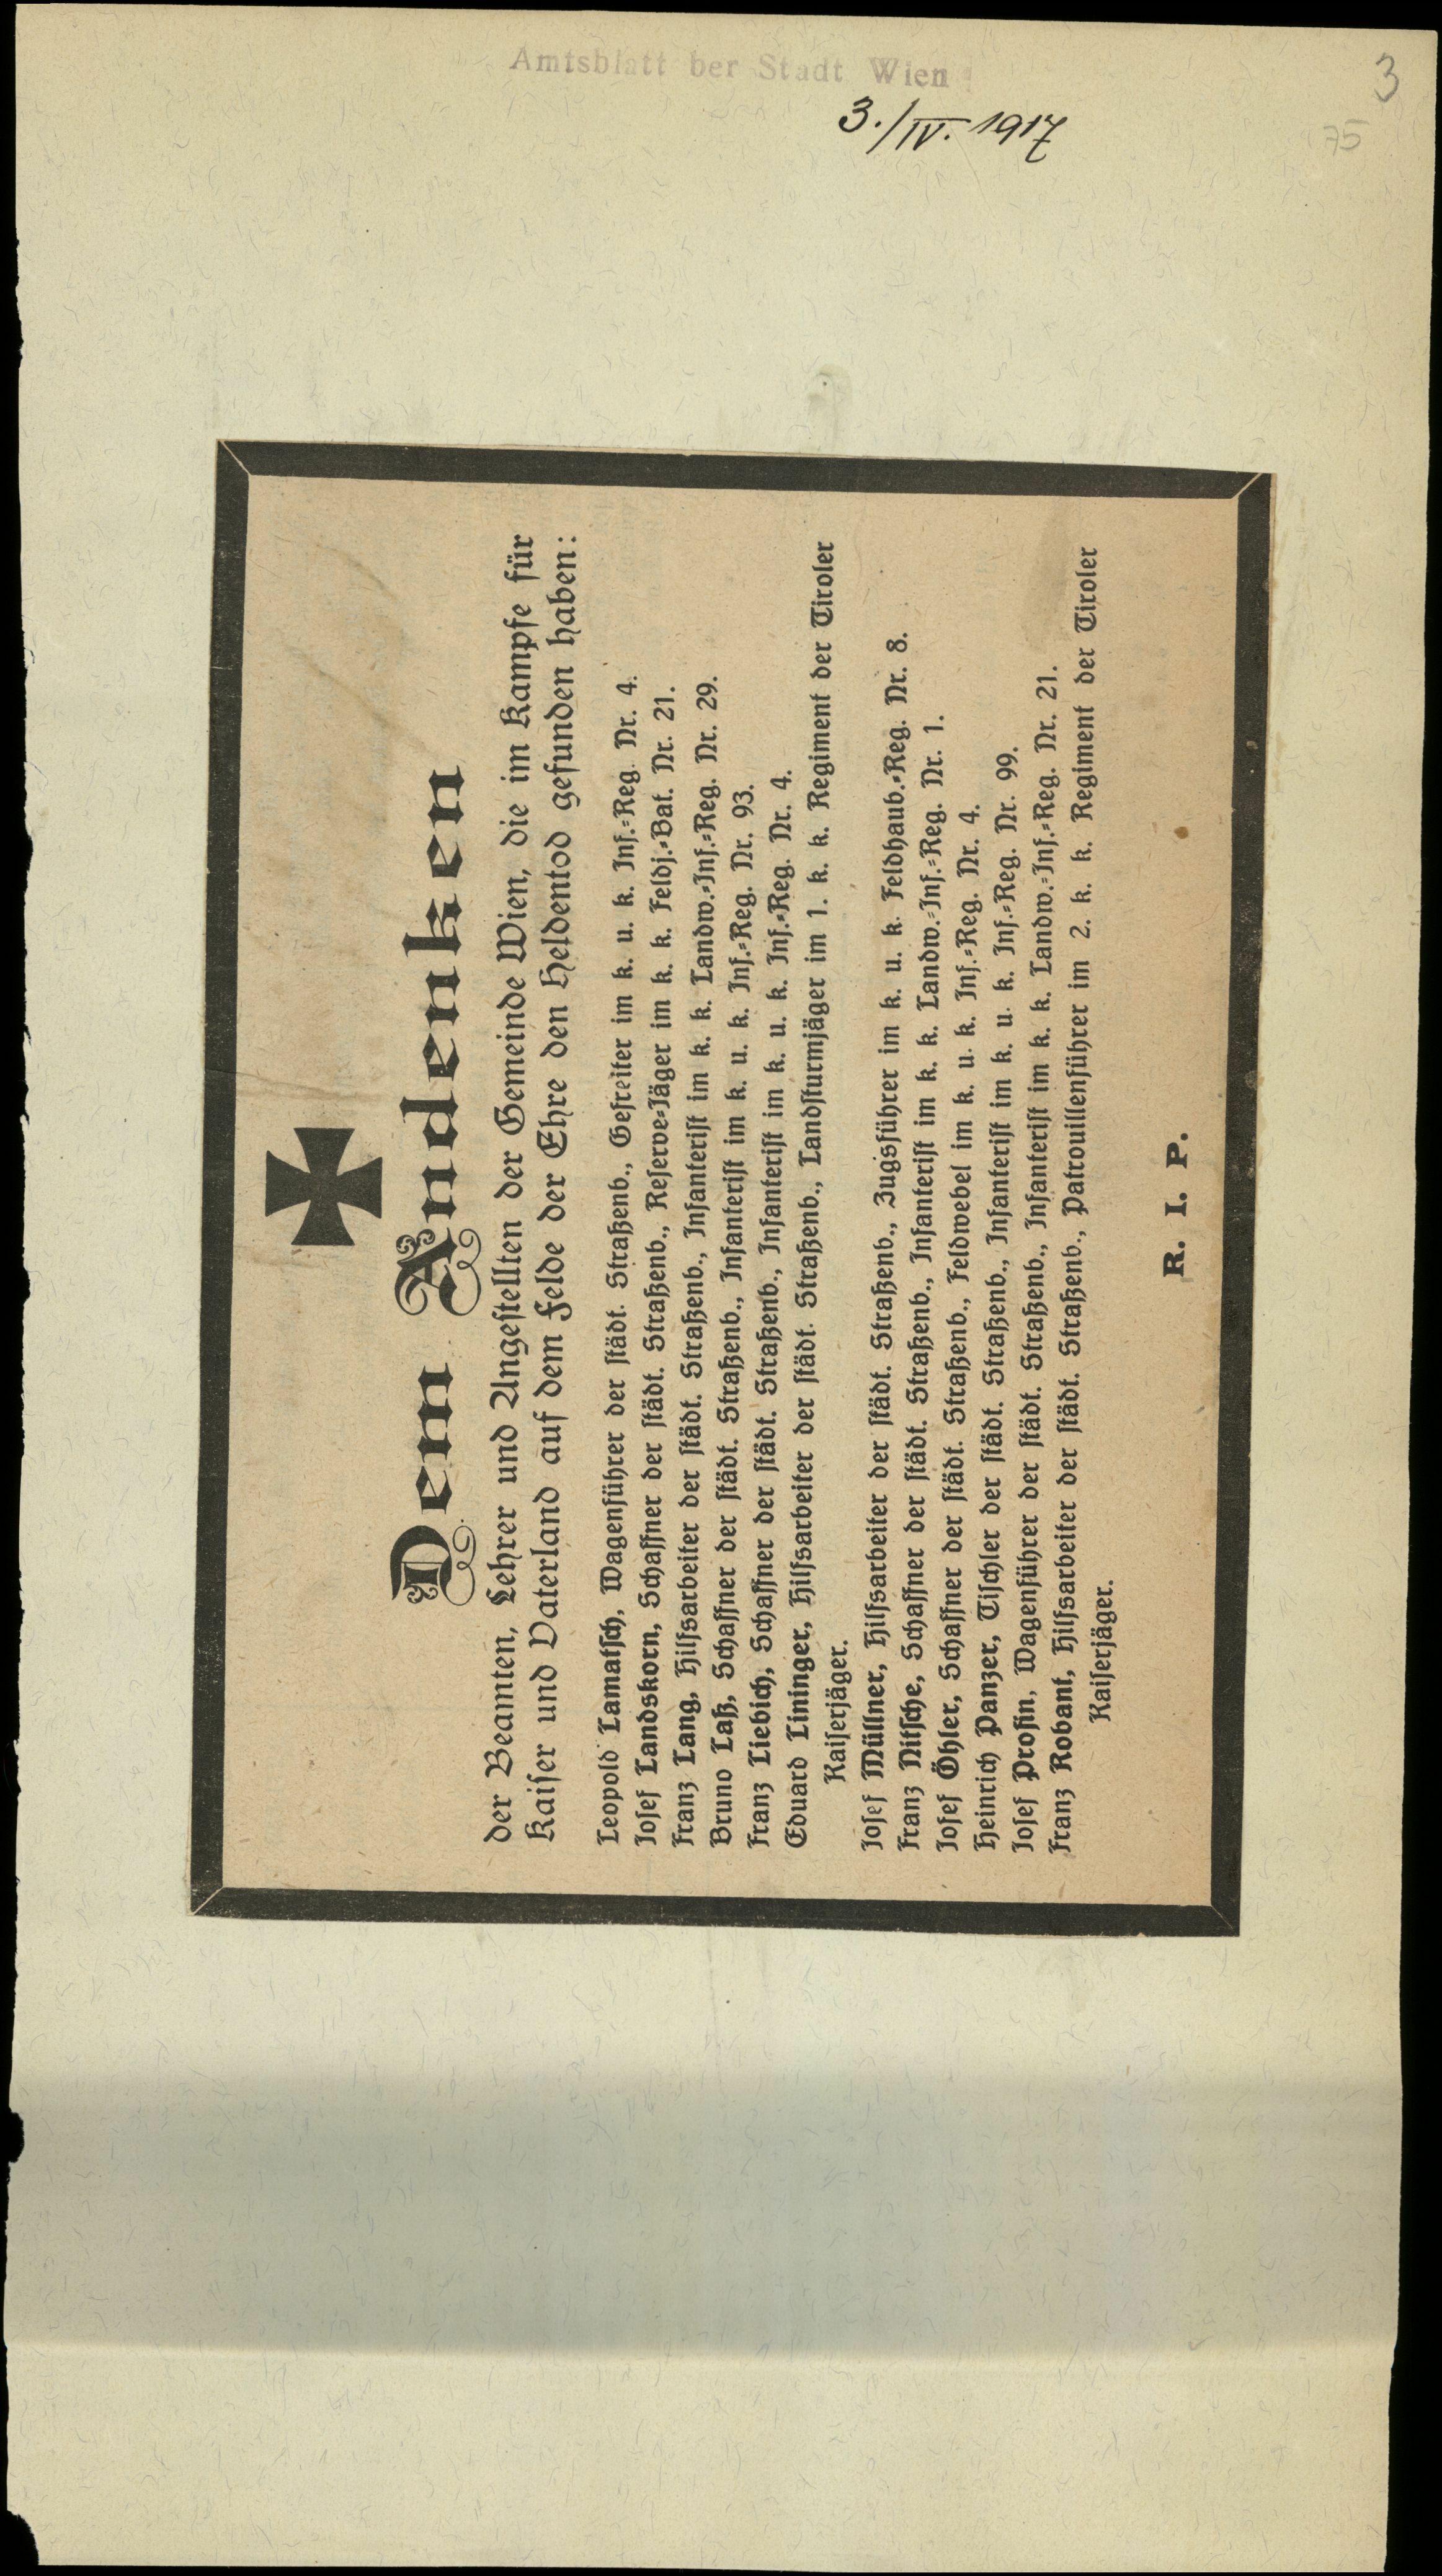 Amtsblatt der Stadt Wien
3./IV. 1917
3
75
Dem Andenken
der Beamten, Lehrer und Angestellten der Gemeinde Wien, die im Kampfe für
Kaiser und Vaterland auf dem Felde der Ehre den Heldentod gefunden haben:
Leopold Lamatsch, Wagenführer der städt. Straßenb., Gefreiter im k. u. k. Inf.-Reg. Nr. 4.
Josef Landskorn, Schaffner der städt. Straßenb., Reserve-Jäger im k. k. Feldj.-Bat. Nr. 21.
Franz Lang, Hilfsarbeiter der städt. Straßenb., Infanterist im k. k. Landw.-Inf.-Reg. Nr. 29.
Bruno Laß, Schaffner der städt. Straßenb., Infanterist im k. u. k. Inf.-Reg. Nr. 93.
Franz Liebich, Schaffner der städt. Straßenb., Infanterist im k. u. k. Inf.-Reg. Nr. 4.
Eduard Lininger, Hilfsarbeiter der städt. Straßenb., Landsturmjäger im 1. k. k. Regiment der Tiroler
Kaiserjäger.
Josef Müllner, Hilfsarbeiter der städt. Straßenb., Zugsführer im k. u. k. Feldhaub.-Reg. Nr. 8.
Franz Nitsche, Schaffner der städt. Straßenb., Infanterist im k. k. Landw.-Inf.-Reg. Nr. 1.
Josef Öhler, Schaffner der städt. Straßenb., Feldwebel im k. u. k. Inf.-Reg. Nr. 4.
Heinrich Panzer, Tischler der städt. Straßenb., Infanterist im k. u. k. Inf.-Reg. Nr. 99.
Josef Profin, Wagenführer der städt. Straßenb., Infanterist im k. k. Landw.-Inf.-Reg. Nr. 21.
Franz Robant, Hilfsarbeiter der städt. Straßenb., Patrouillenführer im 2. k. k. Regiment der Tiroler
Kaiserjäger.
R. I. P.